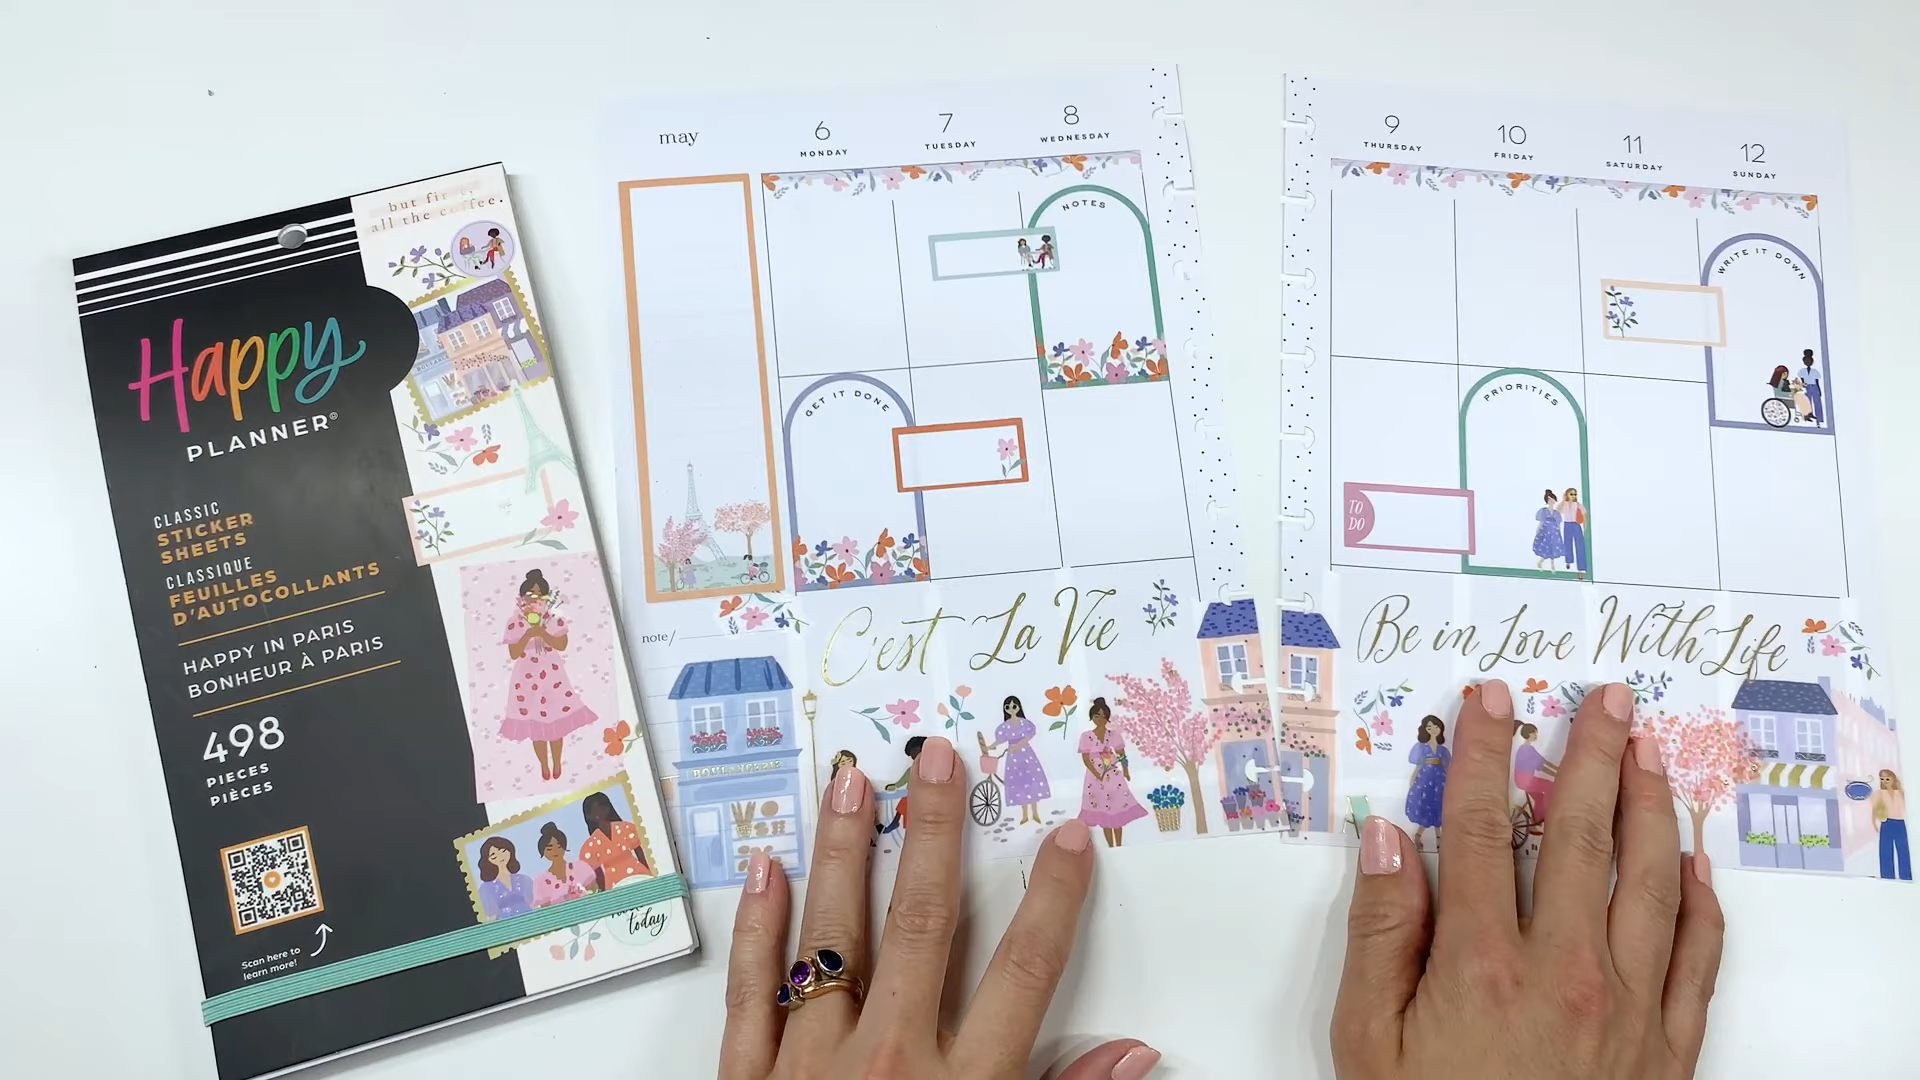 but first,
all the coffee.
Happy
PLANNER®
CLASSIC
STICKER
SHEETS
CLASSIQUE
FEUILLES
D'AUTOCOLLANTS
HAPPY IN PARIS
BONHEUR À PARIS
498
PIECES
PIÈCES
Scan here to
learn more!
today
may
6
MONDAY
7
TUESDAY
8
WEDNESDAY
NOTES
GET IT DONE
note/
C'est La Vie
BOULANGERIE
9
THURSDAY
10
FRIDAY
11
SATURDAY
12
SUNDAY
WRITE IT DOWN
PRIORITIES
TO
DO
Be in Love With Life